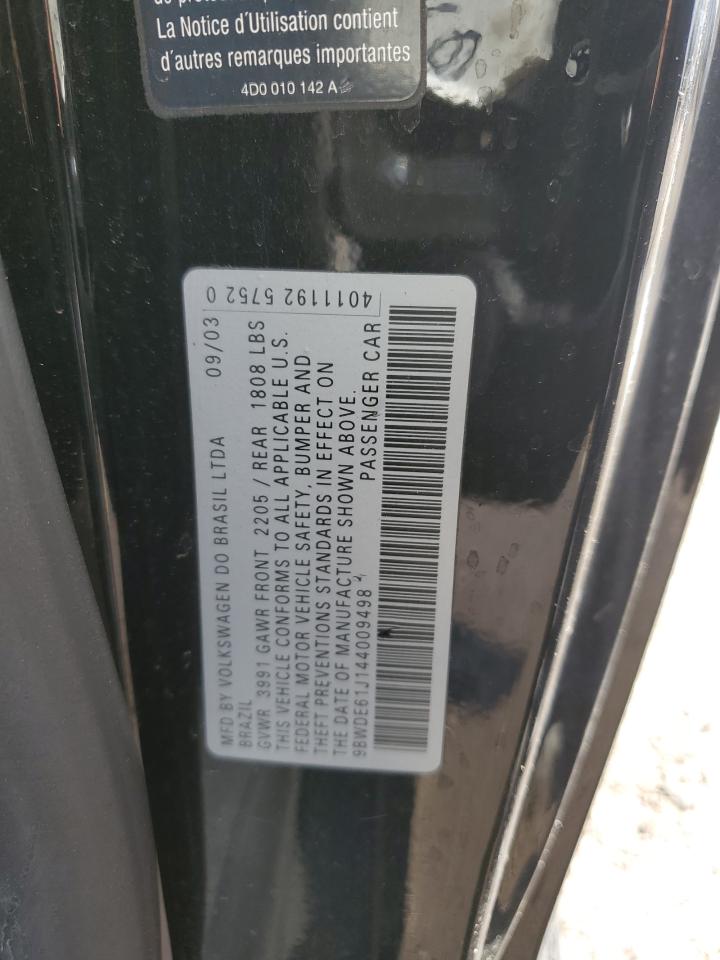 La Notice d'Utilisation contient
d'autres remarques importantes
4D0 010 142 A
4011192 5752 0
MFD BY VOLKSWAGEN DO BRASIL LTDA 09/03
BRAZIL
GVWR 3991 GAWR FRONT 2205 / REAR 1808 LBS
THIS VEHICLE CONFORMS TO ALL APPLICABLE U.S.
FEDERAL MOTOR VEHICLE SAFETY, BUMPER AND
THEFT PREVENTIONS STANDARDS IN EFFECT ON
THE DATE OF MANUFACTURE SHOWN ABOVE.
9BWDE61J144009498 PASSENGER CAR